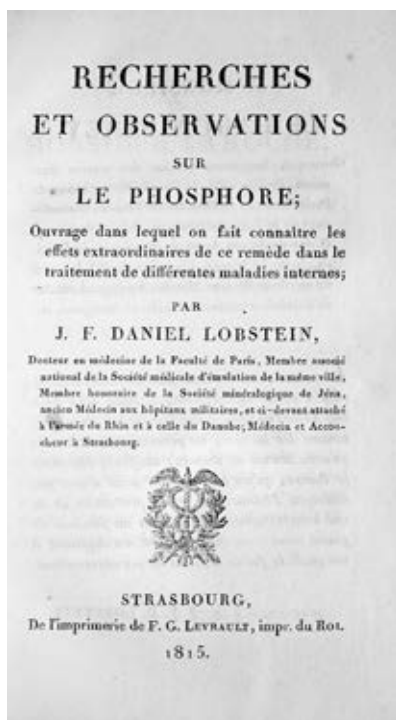 RECHERCHES
ET OBSERVATIONS
SUR
LE PHOSPHORE;
Ouvrage dans lequel on fait connaître les
effets extraordinaires de ce remède dans le
traitement de différentes maladies internes;
PAR
J. F. DANIEL LOBSTEIN,
Docteur en médecine de la Faculté de Paris, Membre associé
national de la Société médicale d'émulation de la même ville,
Membre honoraire de la Société minéralogique de Jéna,
ancien Médecin aux hôpitaux militaires, et ci-devant attaché
à l'armée du Rhin et à celle du Danube, Médecin et Accou-
cheur à Strasbourg.
STRASBOURG,
De l'imprimerie de F. G. LEVRAULT, impr. du ROI.
1815.